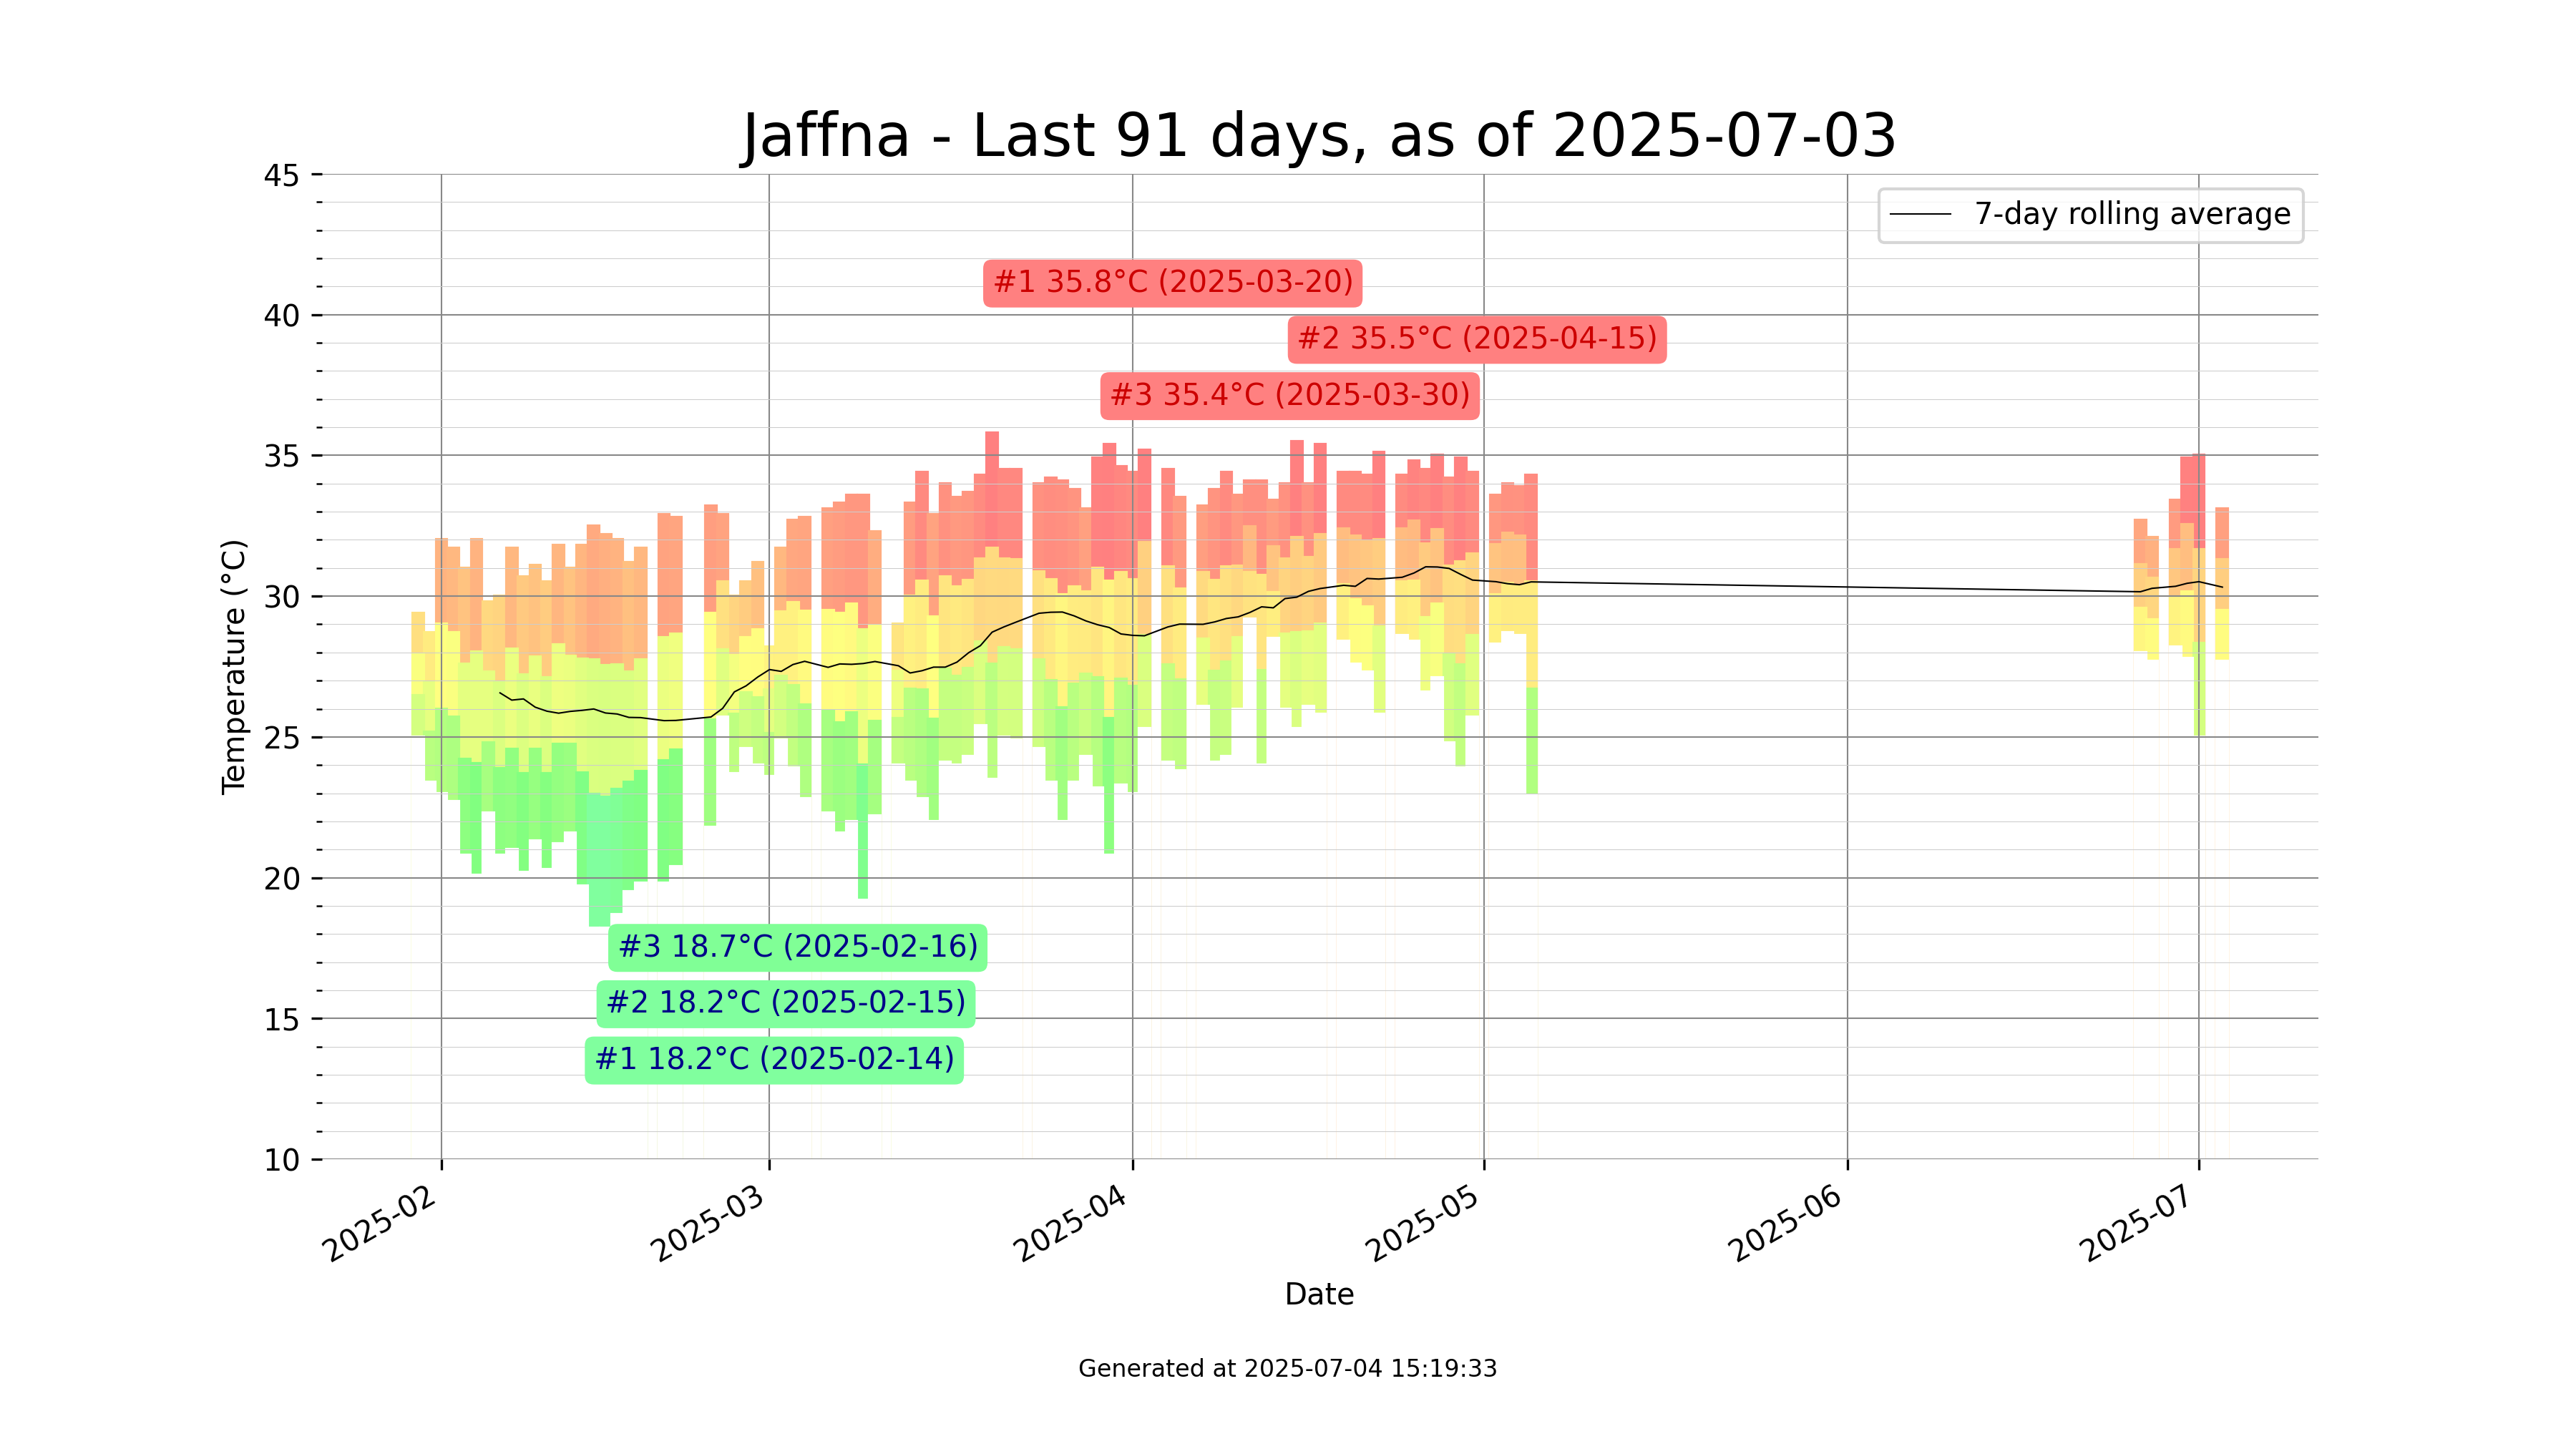 Jaffna - Last 91 days, as of 2025-07-03
7-day rolling average
#1 35.8°C (2025-03-20)
#2 35.5°C (2025-04-15)
#3 35.4°C (2025-03-30)
#3 18.7°C (2025-02-16)
#2 18.2°C (2025-02-15)
#1 18.2°C (2025-02-14)
Temperature (°C)
45
40
35
30
25
20
15
10
2025-02
2025-03
2025-04
2025-05
2025-06
2025-07
Date
Generated at 2025-07-04 15:19:33